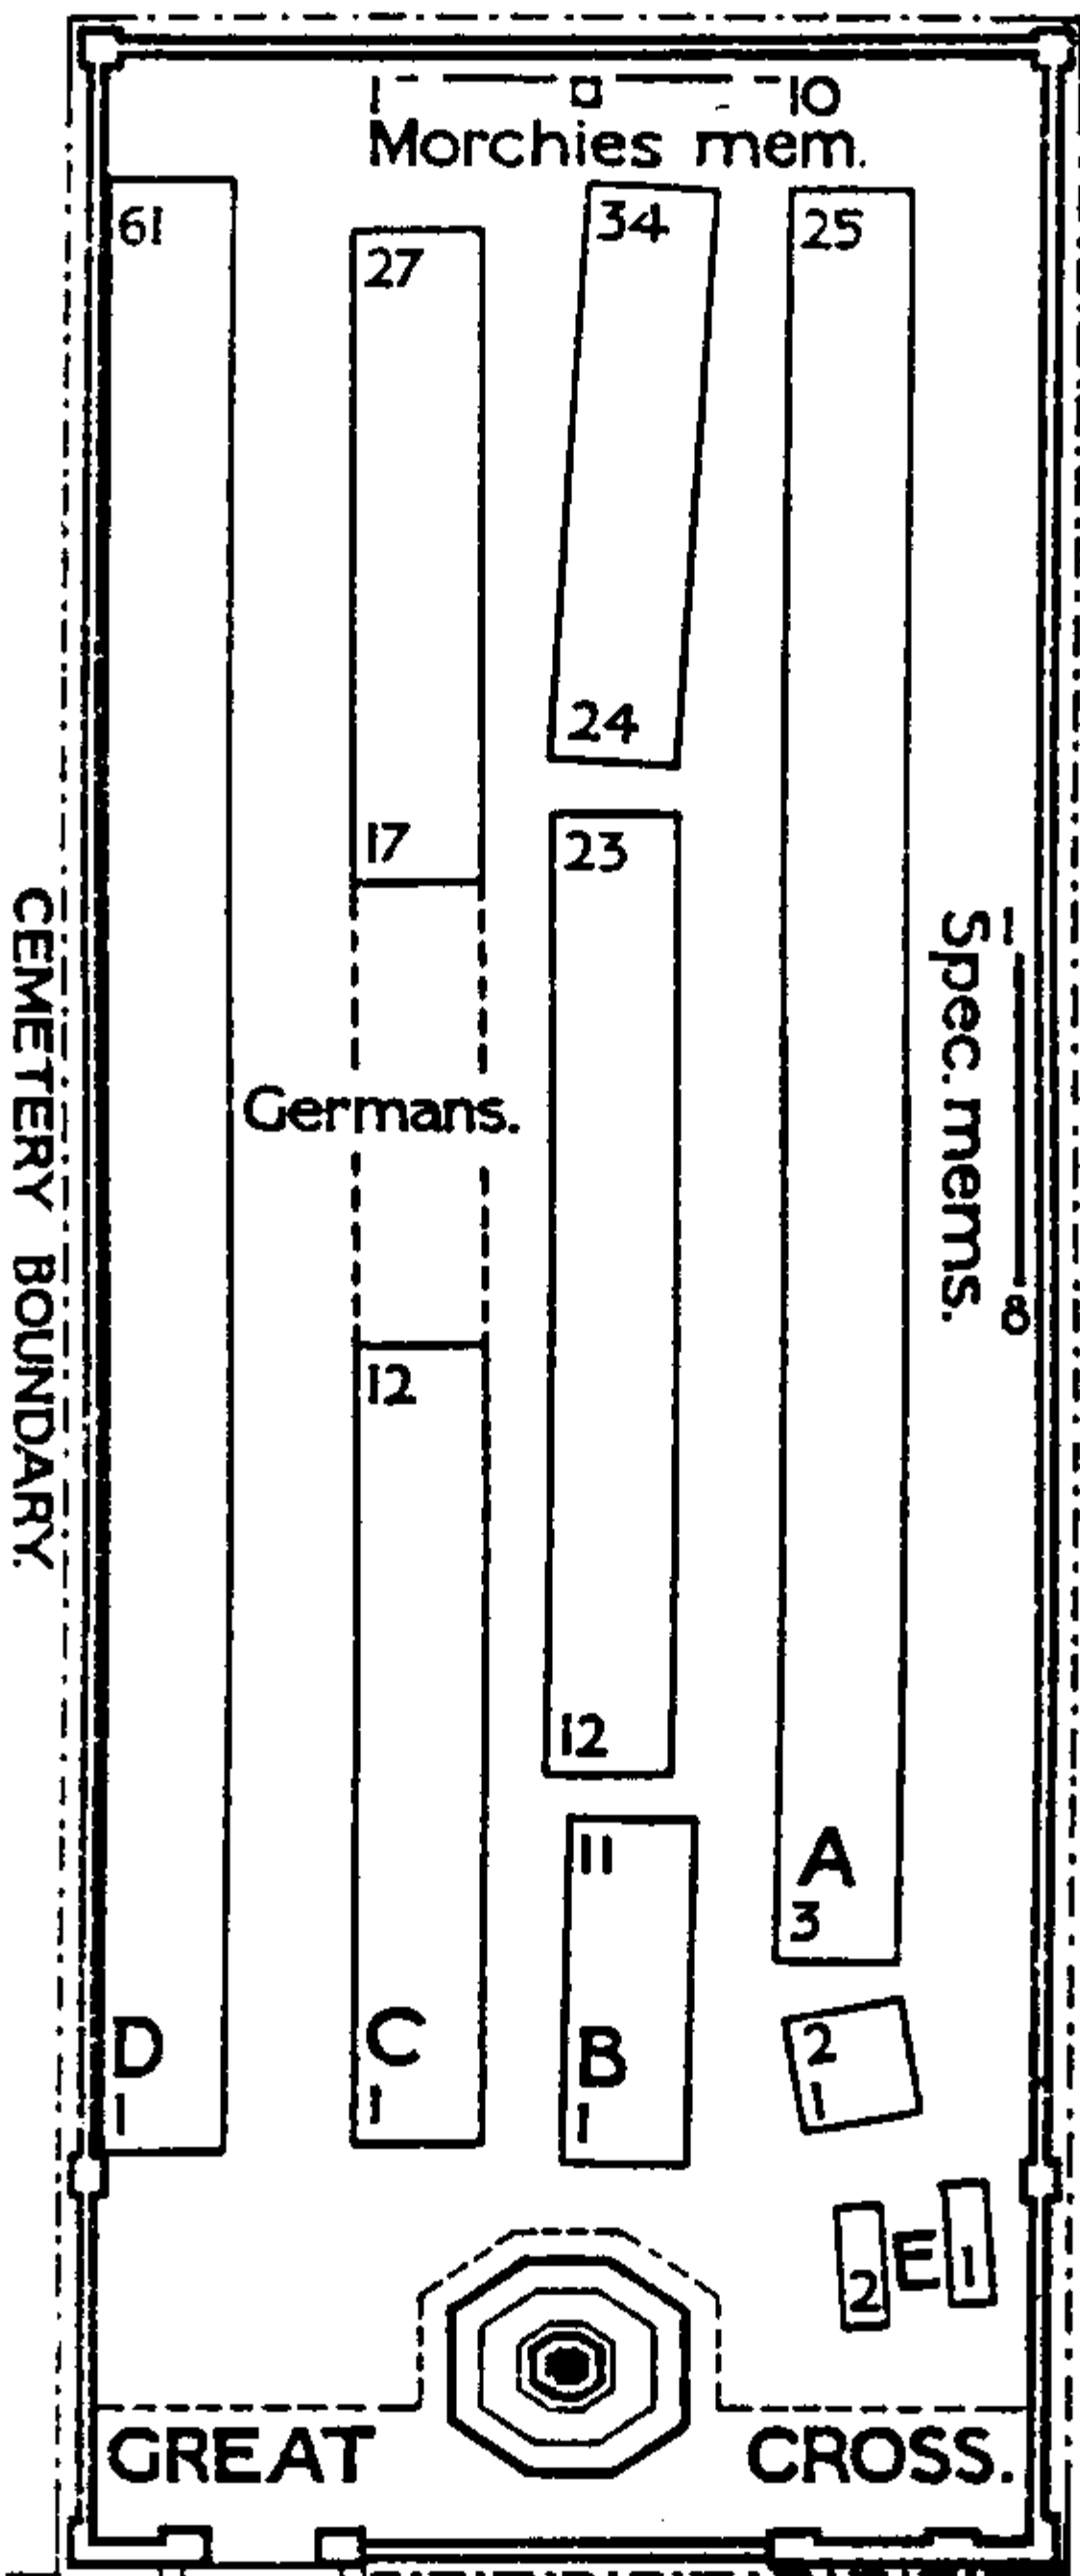 1 10
Morchies mem.
61
27
34
25
24
17
23
CEMETERY BOUNDARY.
1
Spec. mems.
8
Germans.
12
12
11
A
3
D
1
C
1
B
1
2
1
2
E
1
GREAT CROSS.